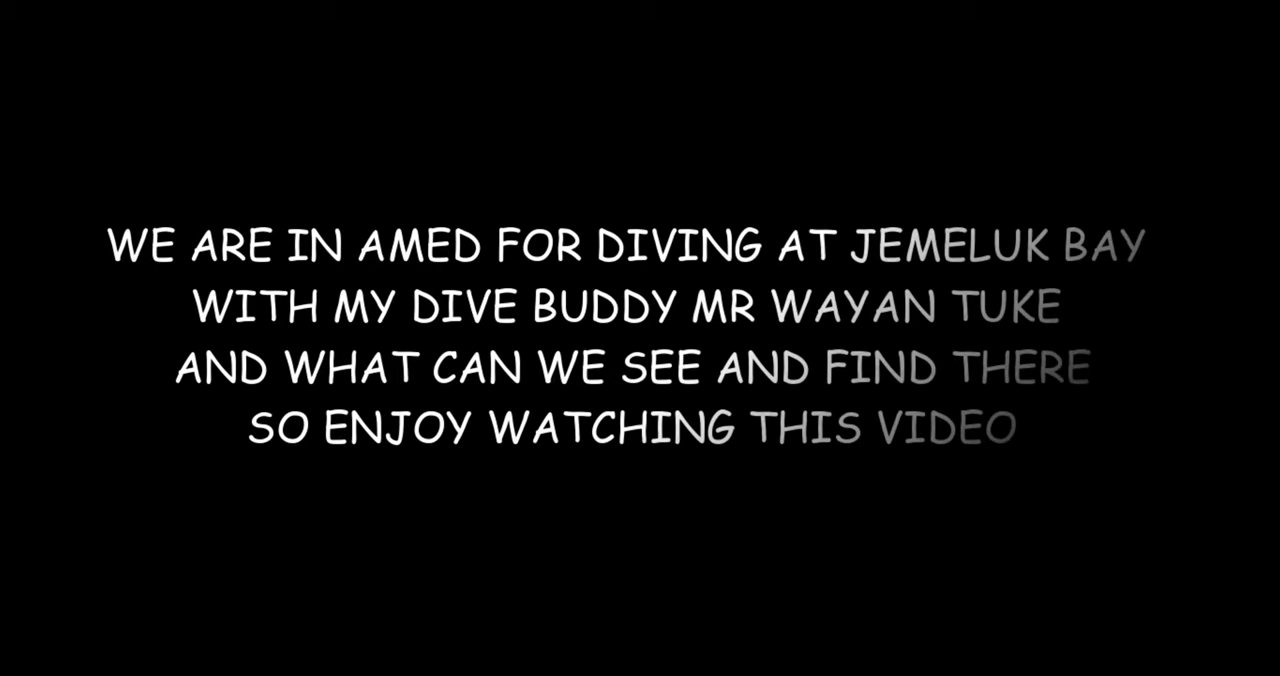 WE ARE IN AMED FOR DIVING AT JEMELUK BAY
WITH MY DIVE BUDDY MR WAYAN TUKE
AND WHAT CAN WE SEE AND FIND THERE
SO ENJOY WATCHING THIS VIDEO